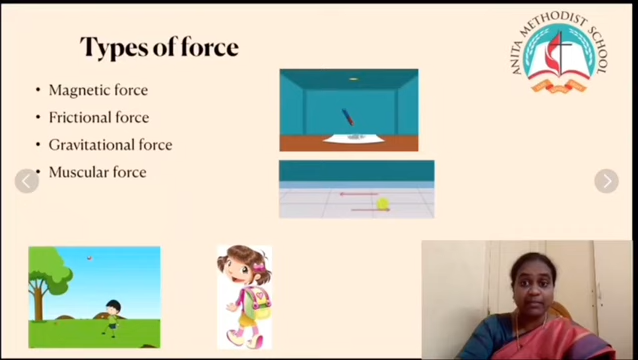 Types of force
ANITA METHODIST SCHOOL
• Magnetic force
• Frictional force
• Gravitational force
• Muscular force